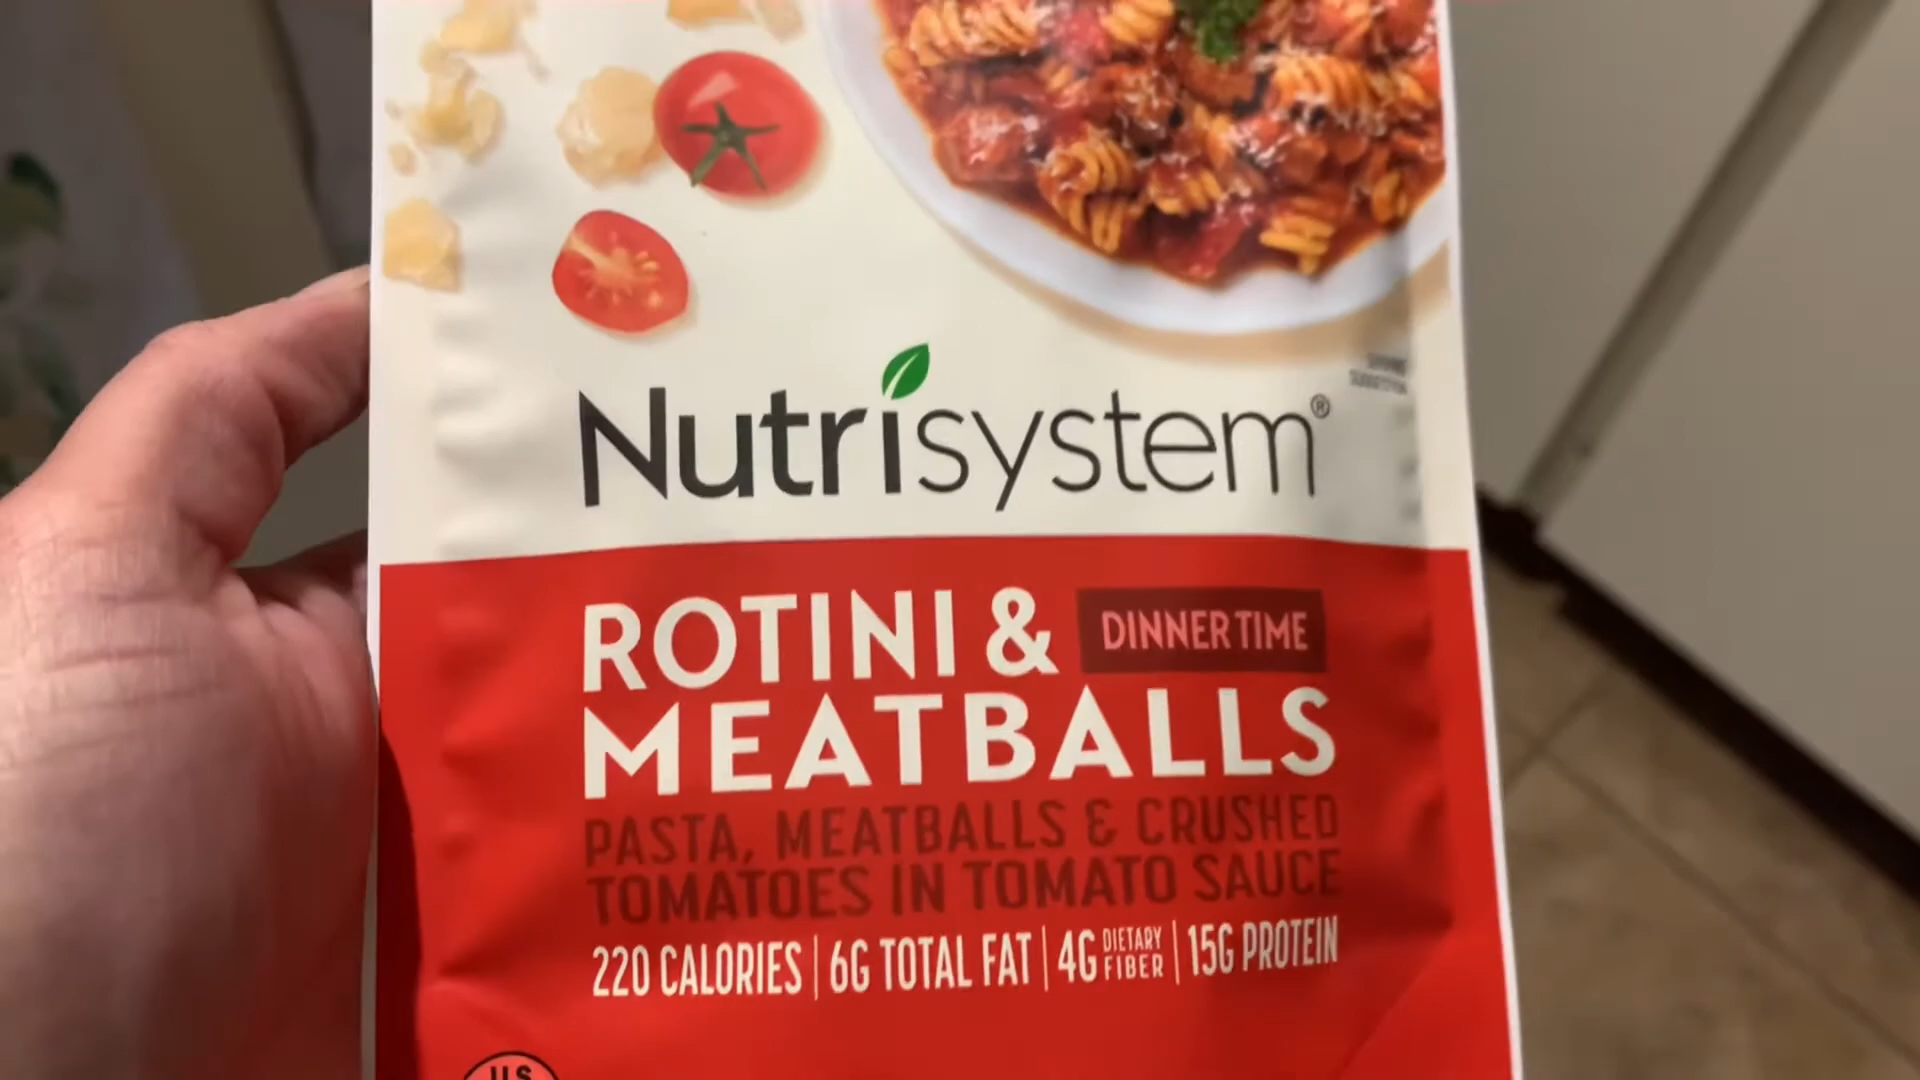 Nutrisystem®
ROTINI & DINNER TIME
MEATBALLS
PASTA, MEATBALLS & CRUSHED
TOMATOES IN TOMATO SAUCE
220 CALORIES | 6G TOTAL FAT | 4G DIETARY FIBER | 15G PROTEIN
U.S.